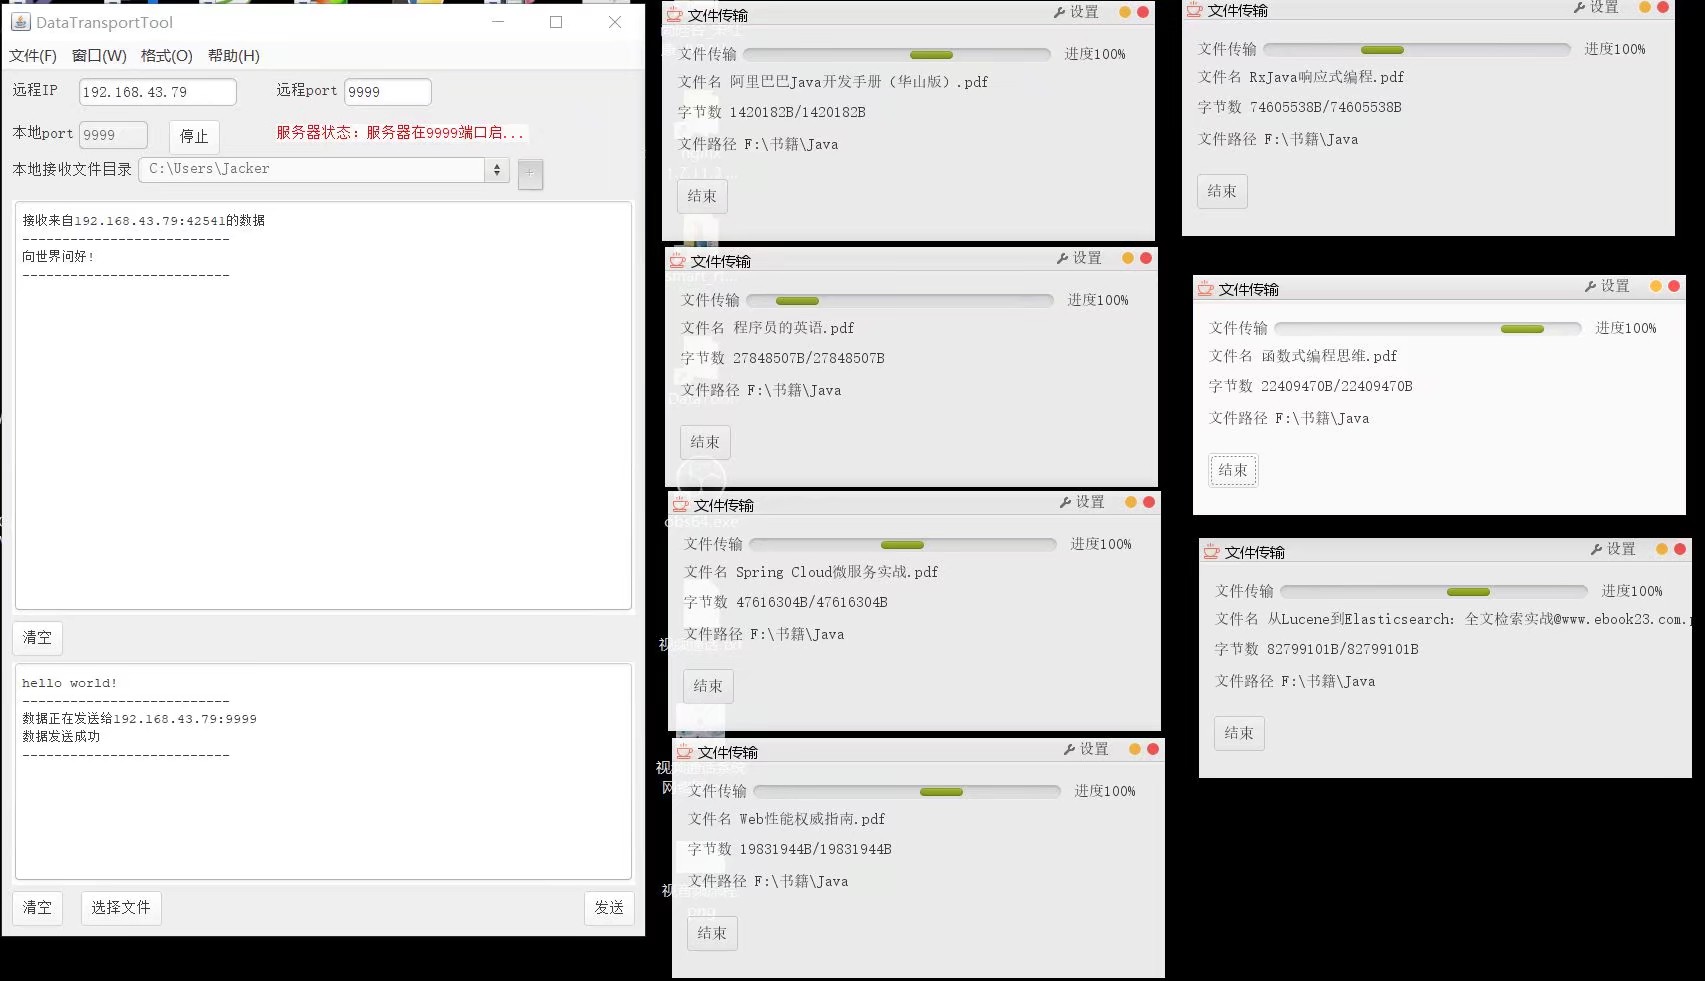 DataTransportTool
文件(F) 窗口(W) 格式(O) 帮助(H)
远程IP 192.168.43.79 远程port 9999
本地port 9999 停止 服务器状态: 服务器在9999端口启...
本地接收文件目录 C:\Users\Jacker
接收来自192.168.43.79:42541的数据
--------------------------
向世界问好!
--------------------------
清空
hello world!
--------------------------
数据正在发送给192.168.43.79:9999
数据发送成功
--------------------------
清空 选择文件 发送
文件传输 设置
文件传输 进度100%
文件名 阿里巴巴Java开发手册（华山版）.pdf
字节数 1420182B/1420182B
文件路径 F:\书籍\Java
结束
文件传输 设置
文件传输 进度100%
文件名 程序员的英语.pdf
字节数 27848507B/27848507B
文件路径 F:\书籍\Java
结束
obs64.exe
文件传输 设置
文件传输 进度100%
文件名 Spring Cloud微服务实战.pdf
字节数 47616304B/47616304B
文件路径 F:\书籍\Java
结束
文件传输 设置
文件传输 进度100%
文件名 Web性能权威指南.pdf
字节数 19831944B/19831944B
文件路径 F:\书籍\Java
png
结束
文件传输 设置
文件传输 进度100%
文件名 RxJava响应式编程.pdf
字节数 74605538B/74605538B
文件路径 F:\书籍\Java
结束
文件传输 设置
文件传输 进度100%
文件名 函数式编程思维.pdf
字节数 22409470B/22409470B
文件路径 F:\书籍\Java
结束
文件传输 设置
文件传输 进度100%
文件名 从Lucene到Elasticsearch: 全文检索实战@www.ebook23.com.p
字节数 82799101B/82799101B
文件路径 F:\书籍\Java
结束